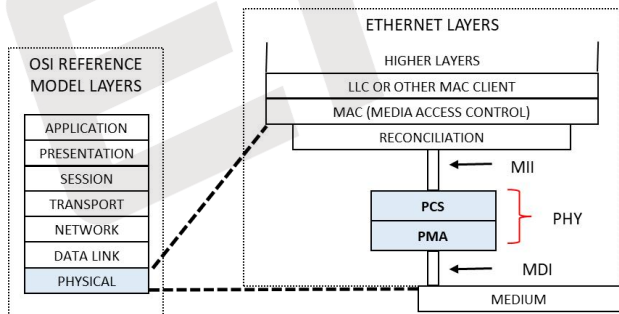 ETHERNET LAYERS
OSI REFERENCE
MODEL LAYERS
HIGHER LAYERS
LLC OR OTHER MAC CLIENT
MAC (MEDIA ACCESS CONTROL)
RECONCILIATION
APPLICATION
PRESENTATION
SESSION
TRANSPORT
NETWORK
DATA LINK
PHYSICAL
MII
PCS
PMA
PHY
MDI
MEDIUM